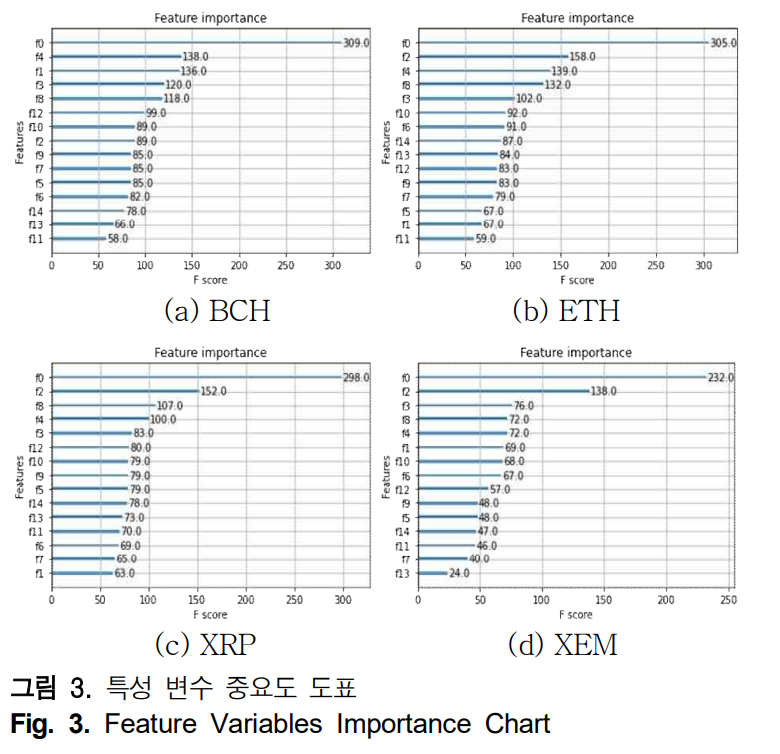 Feature importance
Features
f0 309.0
f4 138.0
f1 136.0
f3 120.0
f8 118.0
f12 99.0
f10 89.0
f2 89.0
f9 85.0
f7 85.0
f5 85.0
f6 82.0
f14 78.0
f13 66.0
f11 58.0
0 50 100 150 200 250 300
F score
(a) BCH
Feature importance
Features
f0 305.0
f2 158.0
f4 139.0
f8 132.0
f3 102.0
f10 92.0
f6 91.0
f14 87.0
f13 84.0
f12 83.0
f9 83.0
f7 79.0
f5 67.0
f1 67.0
f11 59.0
0 50 100 150 200 250 300
F score
(b) ETH
Feature importance
Features
f0 298.0
f2 152.0
f8 107.0
f4 100.0
f3 83.0
f12 80.0
f10 79.0
f9 79.0
f5 79.0
f14 78.0
f13 73.0
f11 70.0
f6 69.0
f7 65.0
f1 63.0
0 50 100 150 200 250 300
F score
(c) XRP
Feature importance
Features
f0 232.0
f2 138.0
f3 76.0
f8 72.0
f4 72.0
f1 69.0
f10 68.0
f6 67.0
f12 57.0
f9 48.0
f5 48.0
f14 47.0
f11 46.0
f7 40.0
f13 24.0
0 50 100 150 200 250
F score
(d) XEM
그림 3. 특성 변수 중요도 도표
Fig. 3. Feature Variables Importance Chart